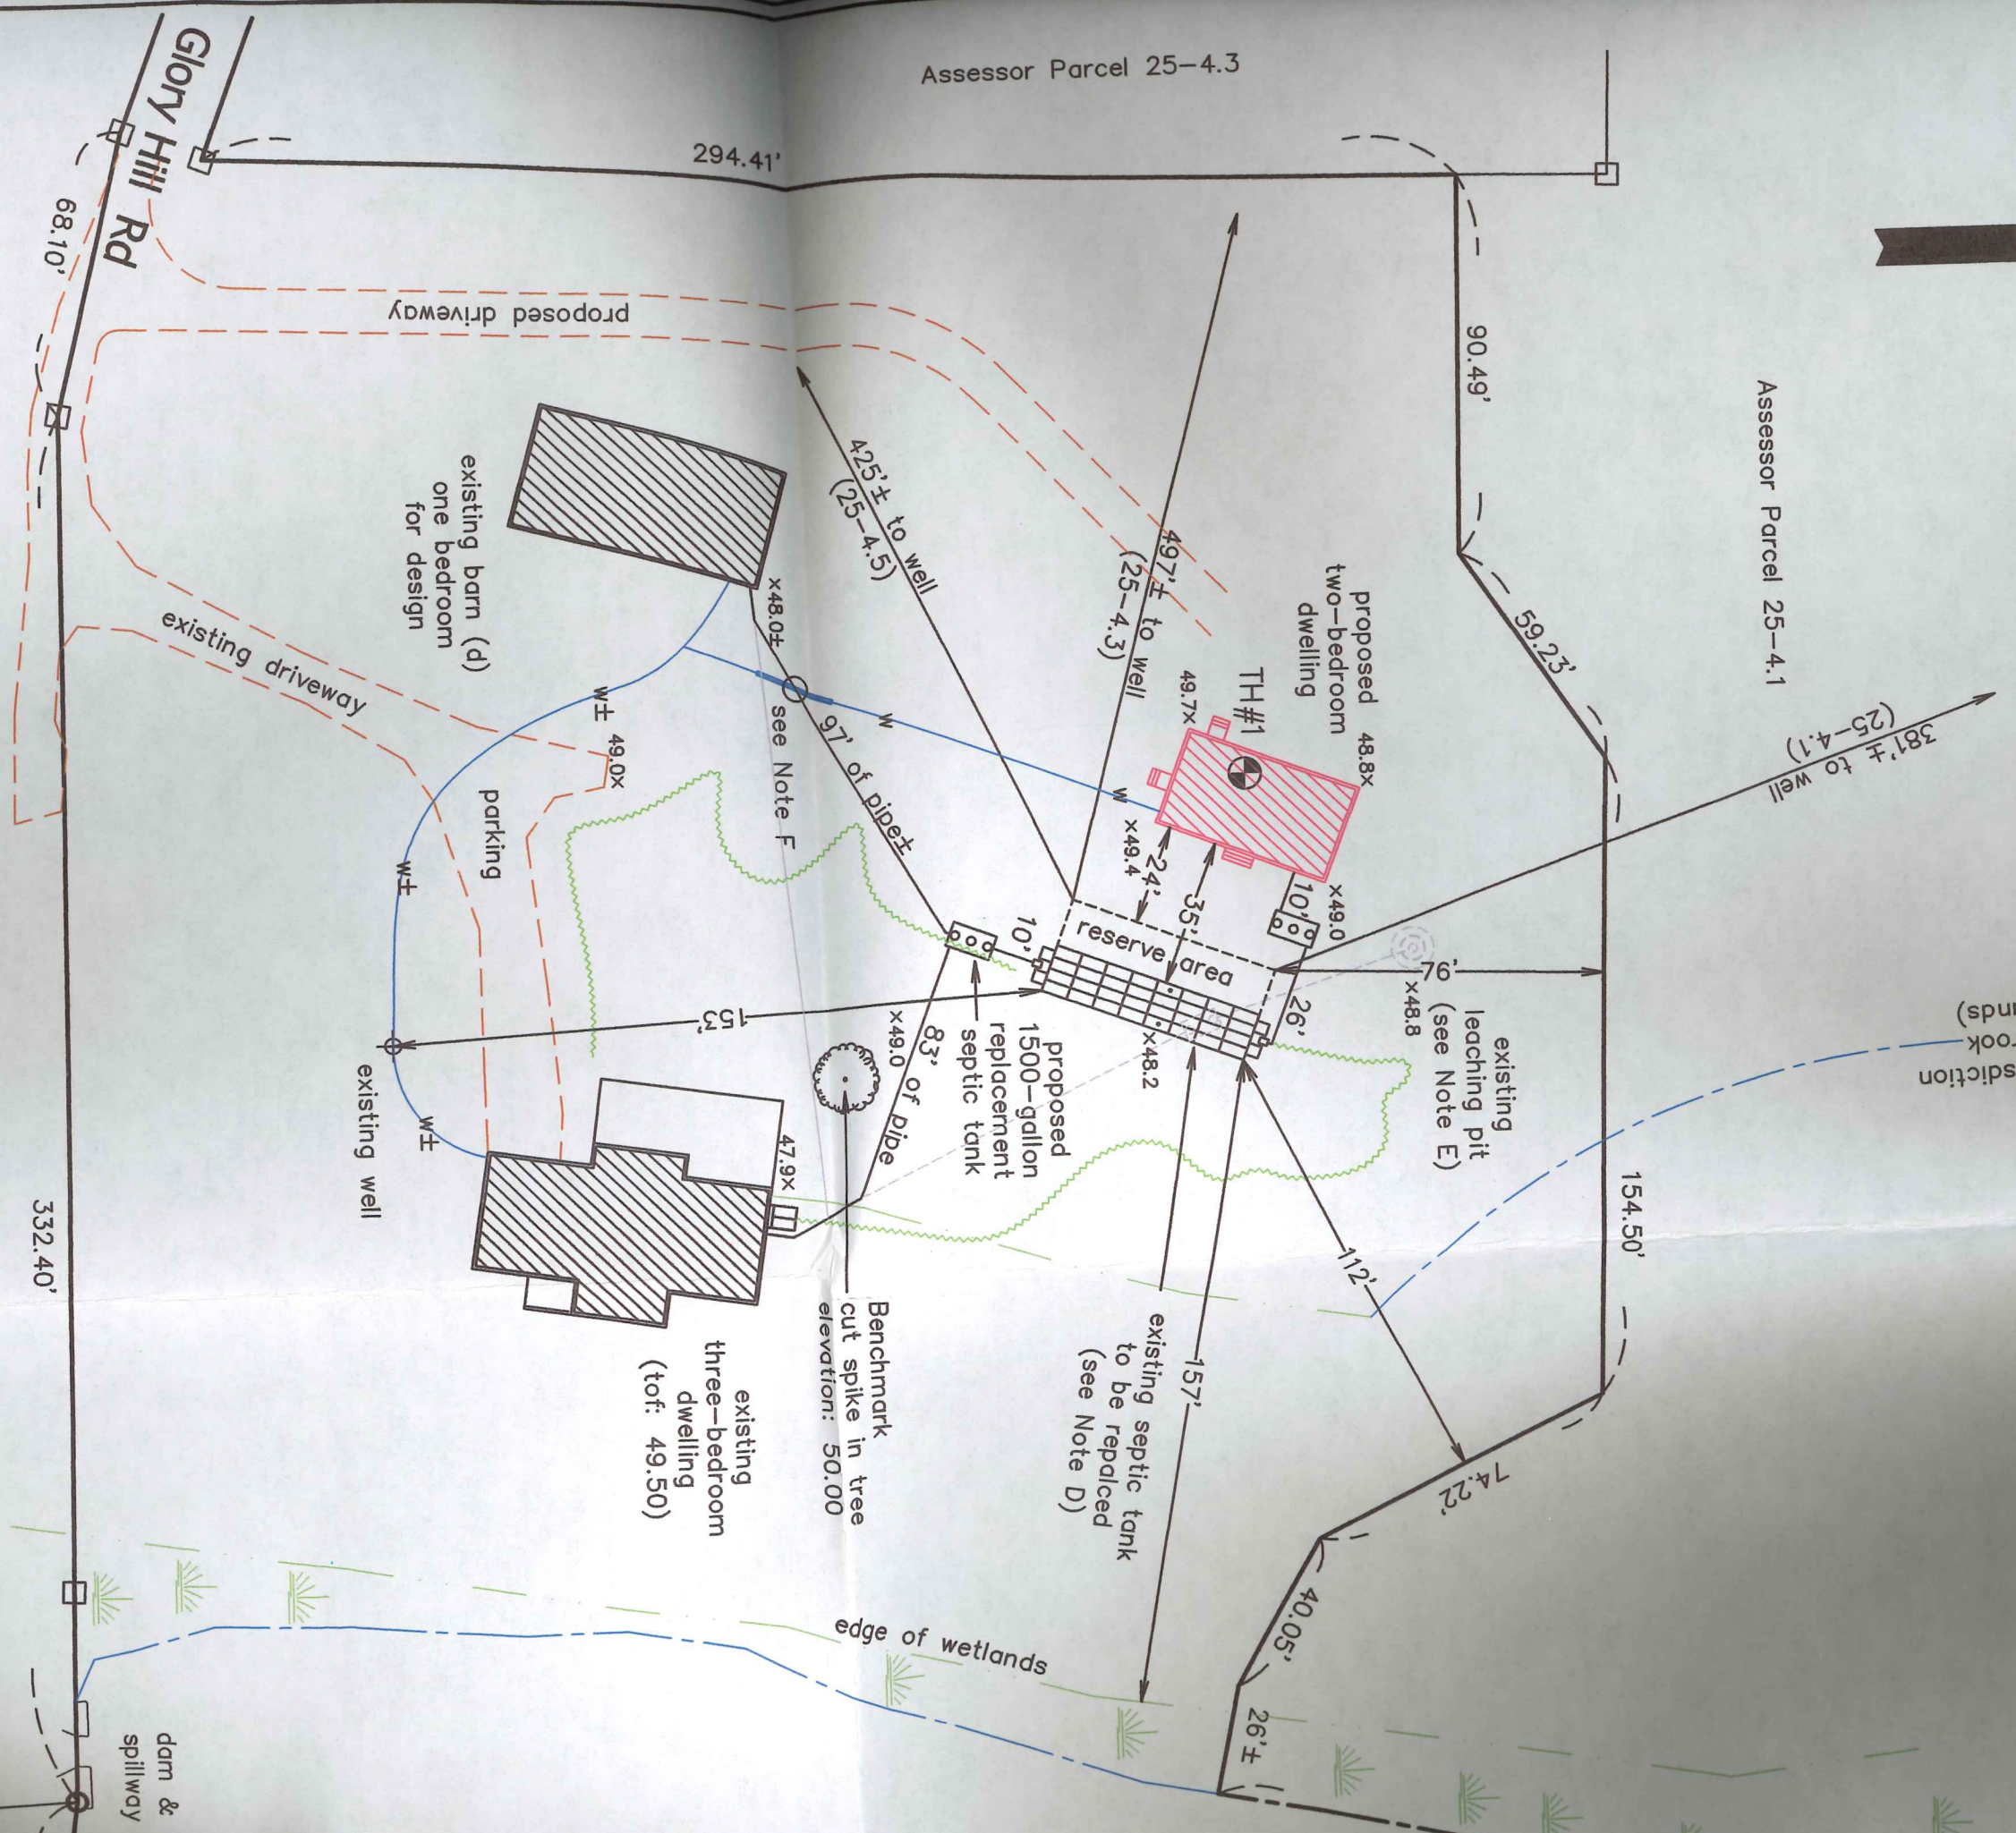 Assessor Parcel 25-4.3
Glory Hill Rd
294.41'
68.10'
proposed driveway
90.49'
Assessor Parcel 25-4.1
59.23'
381'± to
well
(25-4.1)
425'± to well
(25-4.5)
497'± to well
(25-4.3)
proposed
two-bedroom
dwelling
48.8x
TH#1
49.7x
existing barn (d)
one bedroom
for design
x48.0±
existing driveway
w±
49.0x
see Note F
w
97' of pipe±
w
x49.4
24'
35'
10'
x49.0
parking
w±
reserve area
10'
76'
26'
x48.8
existing
leaching pit
(see Note E)
153'
x49.0
83' of pipe
proposed
1500-gallon
replacement
septic tank
x48.2
existing well
w±
47.9x
154.50'
112'
332.40'
Benchmark
cut spike in tree
elevation: 50.00
existing
three-bedroom
dwelling
(tof: 49.50)
existing septic tank
to be repalced
(see Note D)
157'
74.22'
40.05'
edge of wetlands
26'±
dam &
spillway